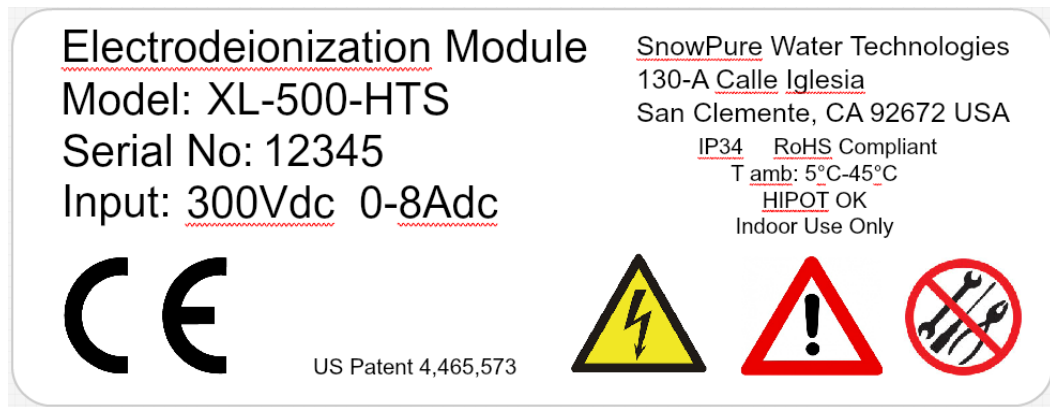 Electrodeionization Module
Model: XL-500-HTS
Serial No: 12345
Input: 300Vdc 0-8Adc
SnowPure Water Technologies
130-A Calle Iglesia
San Clemente, CA 92672 USA
IP34 RoHS Compliant
T amb: 5°C-45°C
HIPOT OK
Indoor Use Only
CE
US Patent 4,465,573